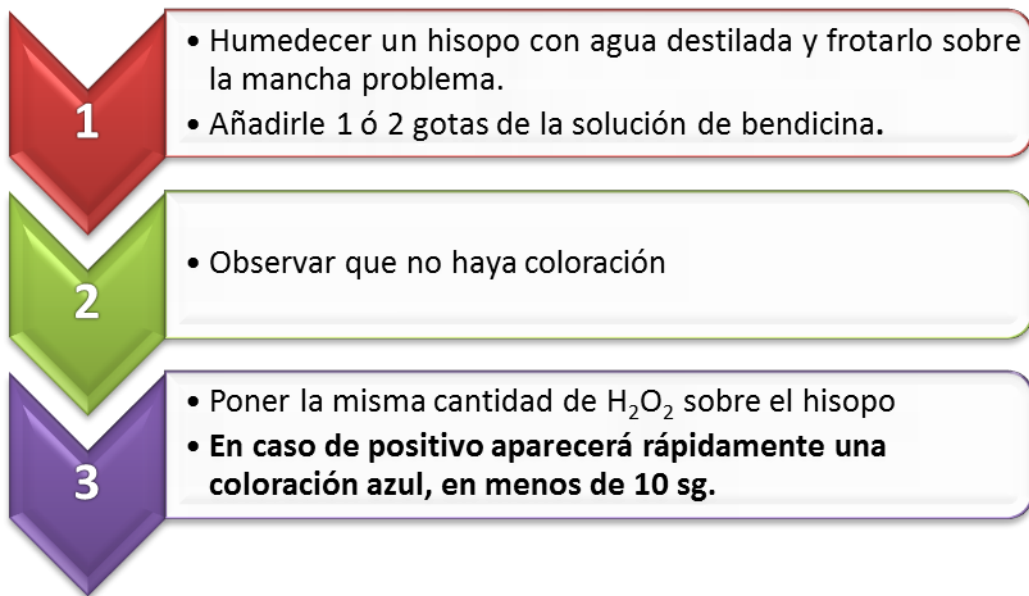 1
• Humedecer un hisopo con agua destilada y frotarlo sobre
la mancha problema.
• Añadirle 1 ó 2 gotas de la solución de bendicina.
2
• Observar que no haya coloración
3
• Poner la misma cantidad de H₂O₂ sobre el hisopo
• En caso de positivo aparecerá rápidamente una
coloración azul, en menos de 10 sg.